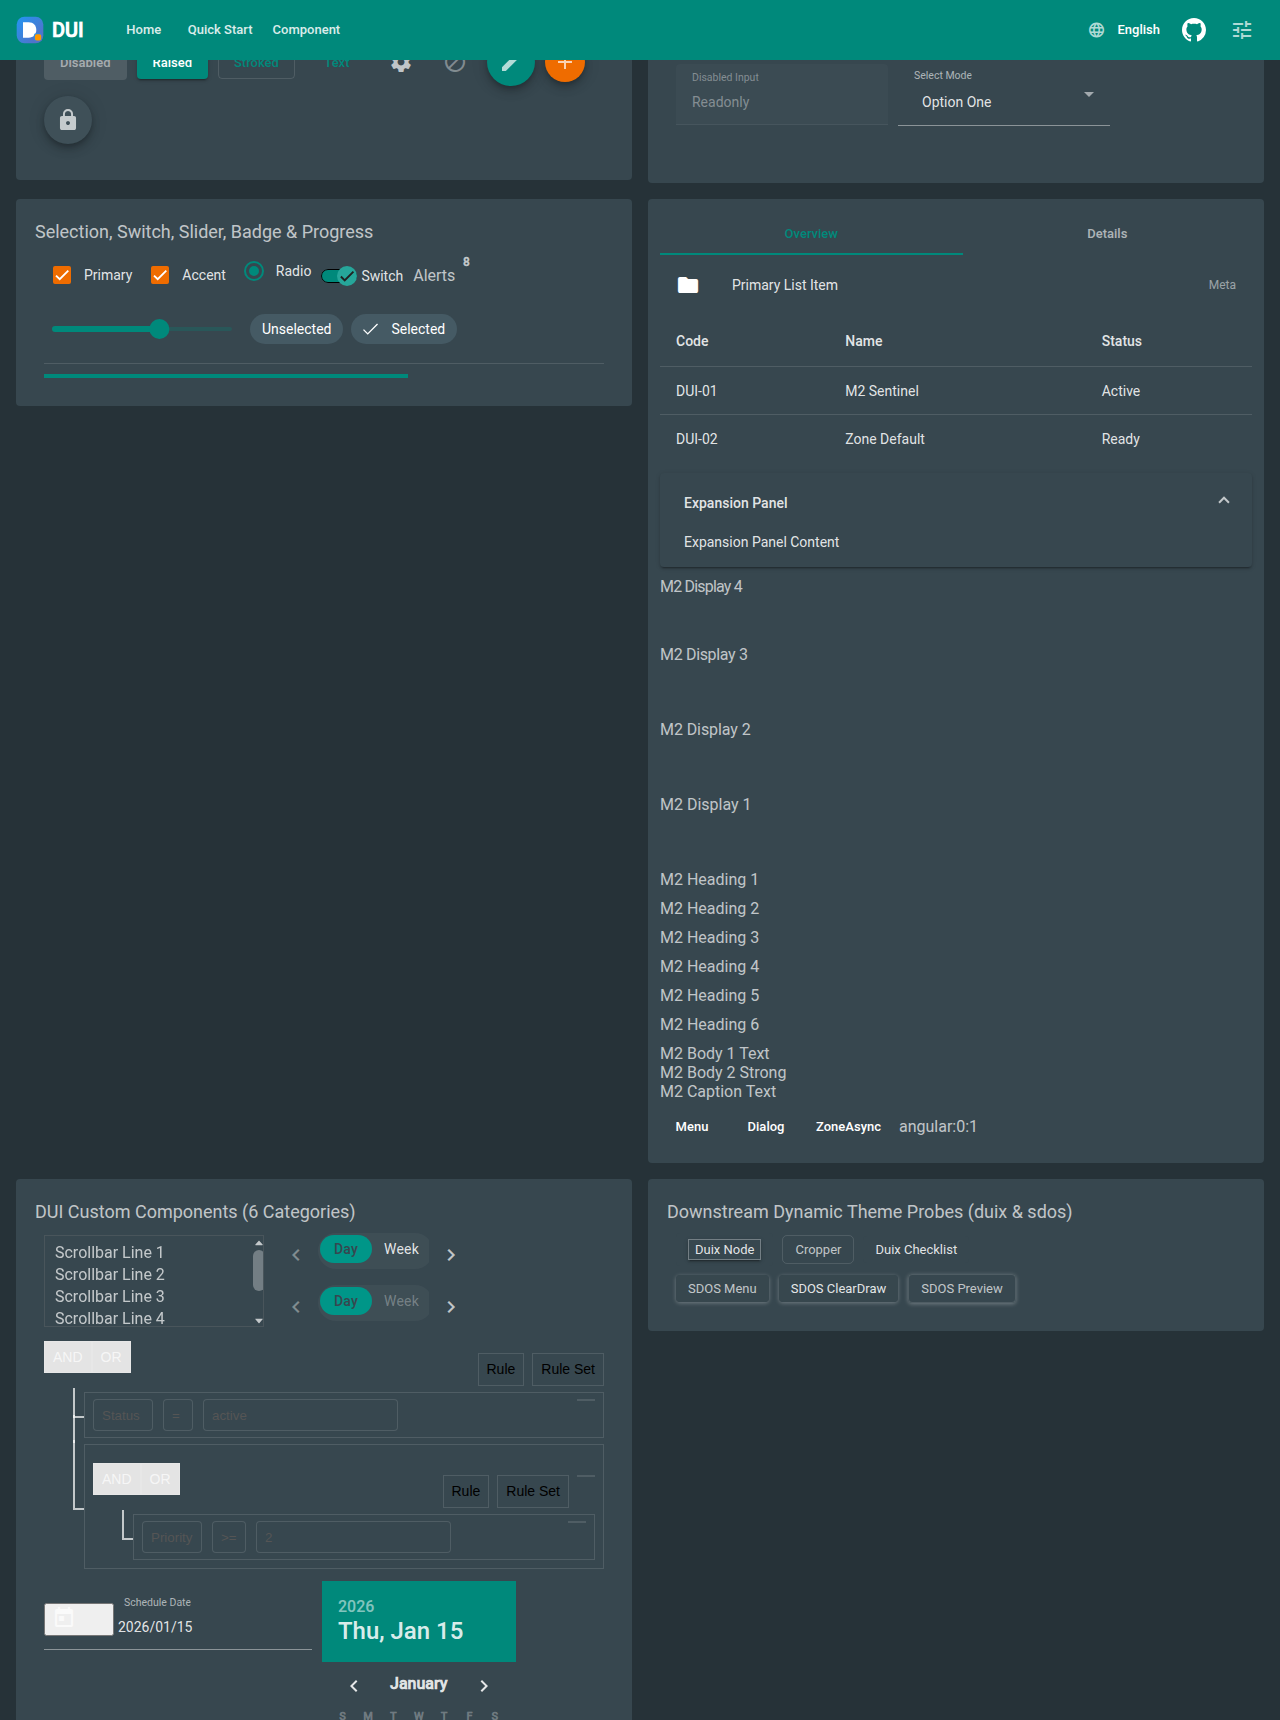 DUI
Home
Quick Start
Component
English
Disabled
Raised
Stroked
Text
Disabled Input
Readonly
Select Mode
Option One
Selection, Switch, Slider, Badge & Progress
Primary
Accent
Radio
Switch
Alerts
8
Unselected
Selected
Overview
Details
Primary List Item
Meta
Code
Name
Status
DUI-01
M2 Sentinel
Active
DUI-02
Zone Default
Ready
Expansion Panel
Expansion Panel Content
M2 Display 4
M2 Display 3
M2 Display 2
M2 Display 1
M2 Heading 1
M2 Heading 2
M2 Heading 3
M2 Heading 4
M2 Heading 5
M2 Heading 6
M2 Body 1 Text
M2 Body 2 Strong
M2 Caption Text
Menu
Dialog
ZoneAsync
angular:0:1
DUI Custom Components (6 Categories)
Scrollbar Line 1
Scrollbar Line 2
Scrollbar Line 3
Scrollbar Line 4
Day
Week
Day
Week
AND
OR
Rule
Rule Set
Status
=
active
AND
OR
Rule
Rule Set
Priority
>=
2
Schedule Date
2026/01/15
2026
Thu, Jan 15
January
S M T W T F S
Downstream Dynamic Theme Probes (duix & sdos)
Duix Node
Cropper
Duix Checklist
SDOS Menu
SDOS ClearDraw
SDOS Preview